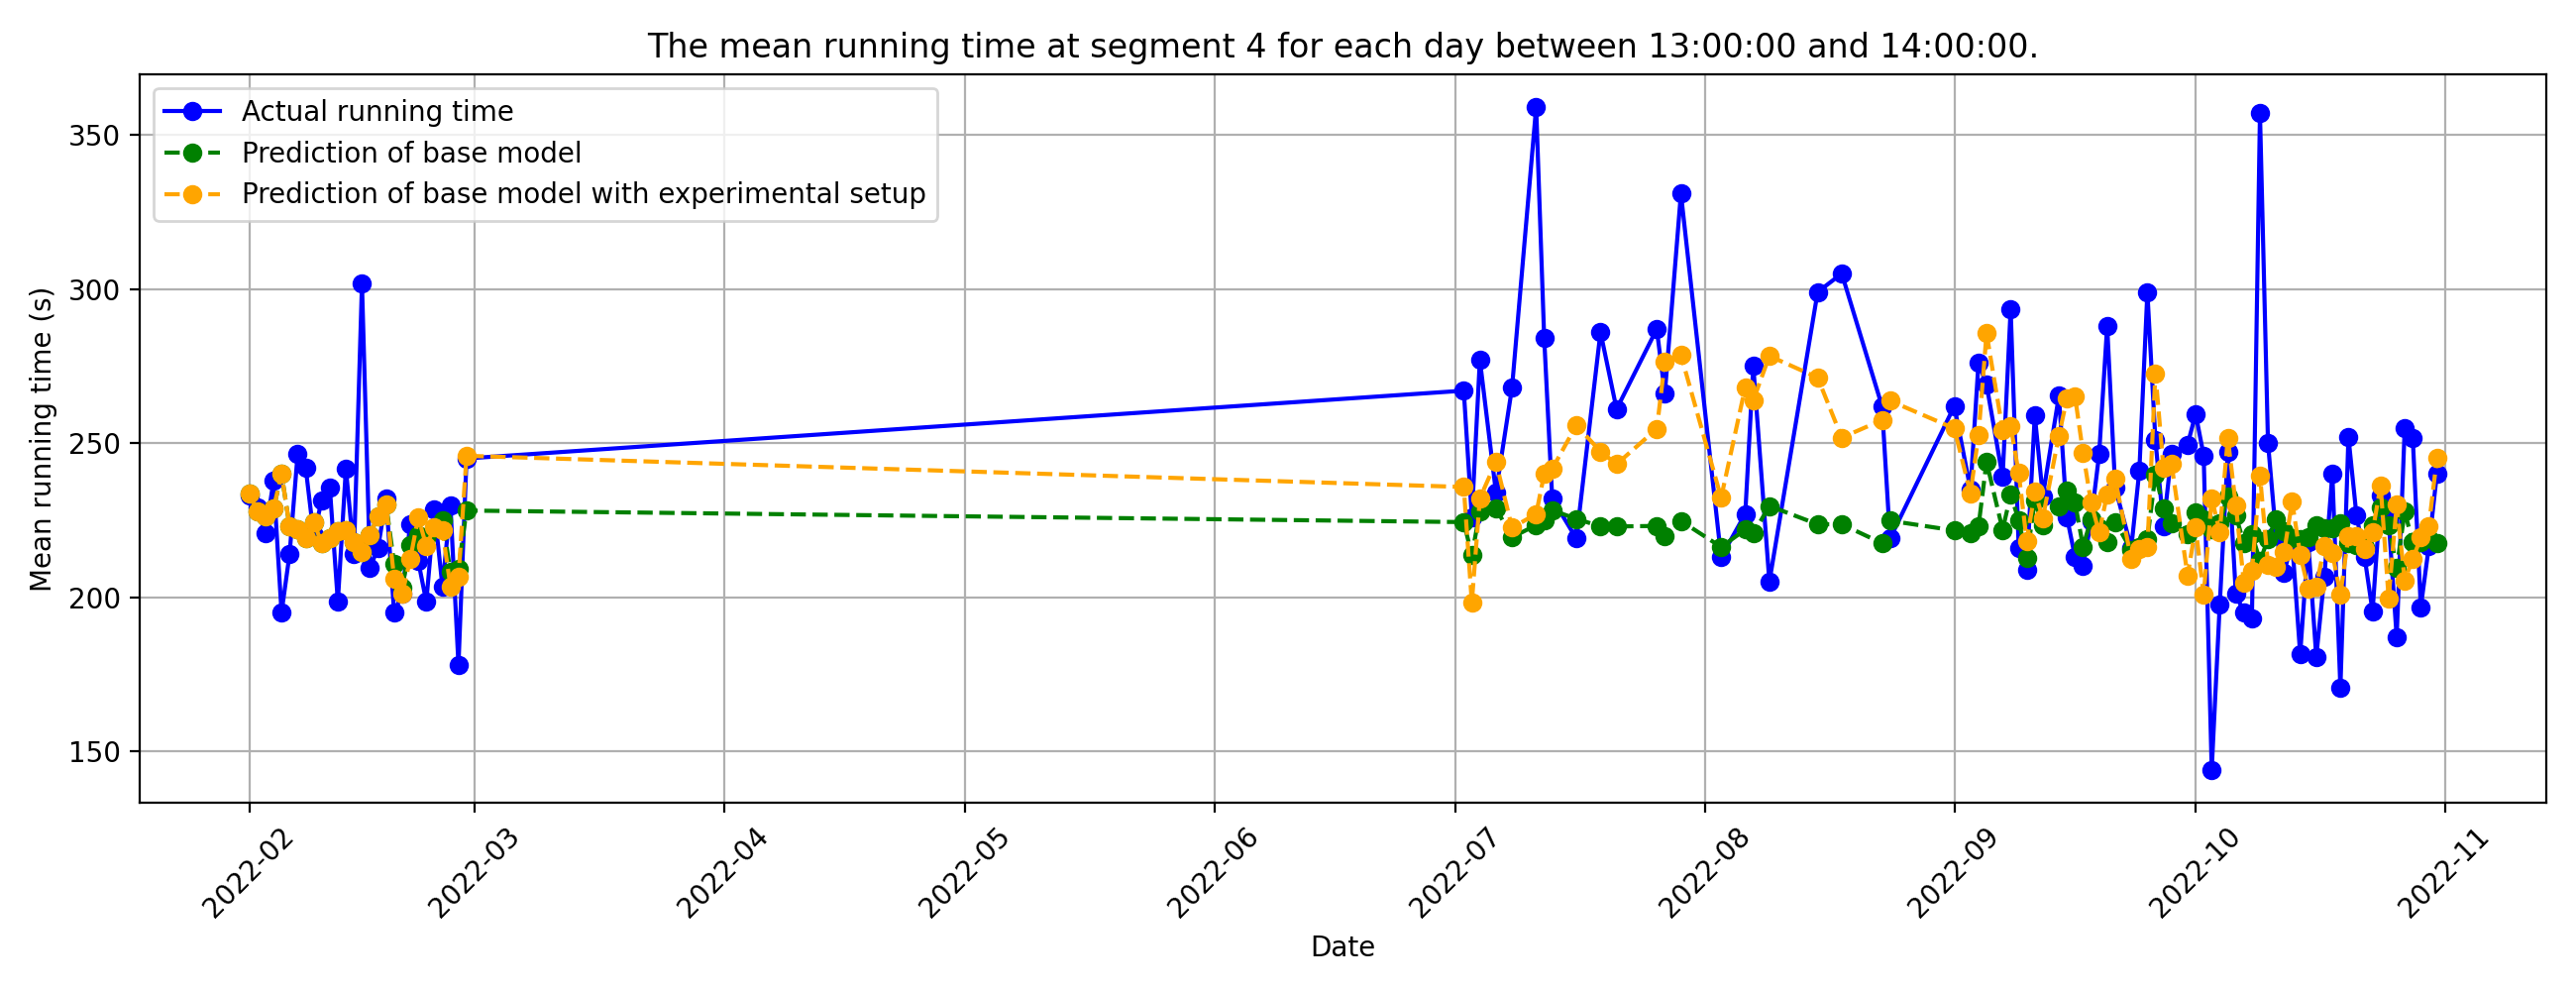 The mean running time at segment 4 for each day between 13:00:00 and 14:00:00.
Actual running time
Prediction of base model
Prediction of base model with experimental setup
Mean running time (s)
350
300
250
200
150
2022-02
2022-03
2022-04
2022-05
2022-06
2022-07
2022-08
2022-09
2022-10
2022-11
Date